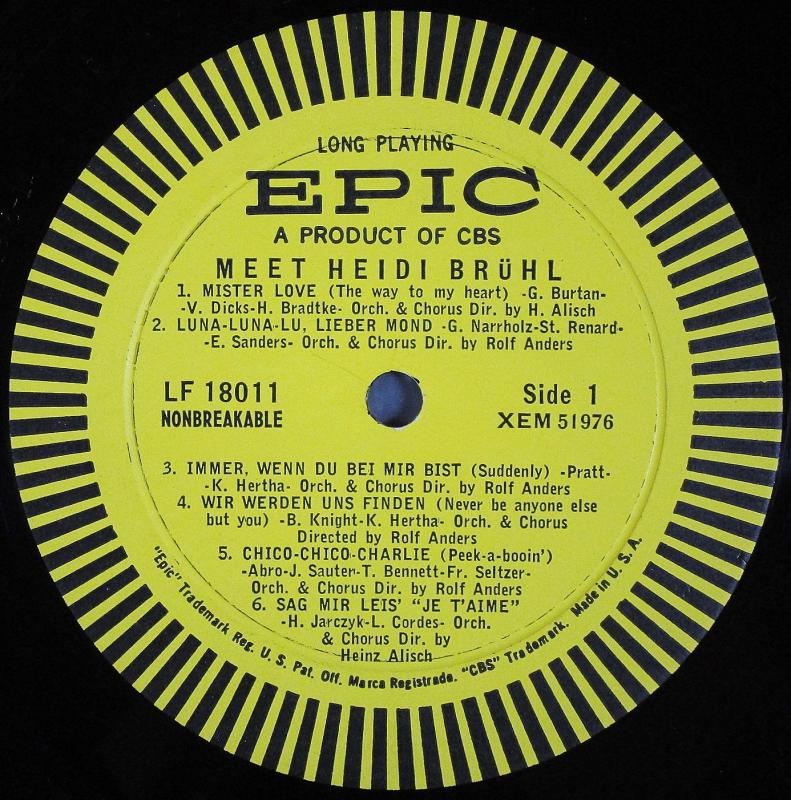 LONG PLAYING
EPIC
A PRODUCT OF CBS
MEET HEIDI BRÜHL
1. MISTER LOVE (The way to my heart) -G. Burtan-
-V. Dicks-H. Bradtke- Orch. & Chorus Dir. by H. Alisch
2. LUNA-LUNA-LU, LIEBER MOND -G. Narrholz-St. Renard-
-E. Sanders- Orch. & Chorus Dir. by Rolf Anders
LF 18011
NONBREAKABLE
Side 1
XEM 51976
3. IMMER, WENN DU BEI MIR BIST (Suddenly) -Pratt-
-K. Hertha- Orch. & Chorus Dir. by Rolf Anders
4. WIR WERDEN UNS FINDEN (Never be anyone else
but you) -B. Knight-K. Hertha- Orch. & Chorus
Directed by Rolf Anders
5. CHICO-CHICO-CHARLIE (Peek-a-booin')
-Abro-J. Sauter-T. Bennett-Fr. Seltzer-
Orch. & Chorus Dir. by Rolf Anders
6. SAG MIR LEIS' "JE T'AIME"
-H. Jarczyk-L. Cordes- Orch.
& Chorus Dir. by
Heinz Alisch
"Epic" Trademark Reg. U. S. Pat. Off. Marca Registrada. "CBS" Trademark. Made in U. S. A.